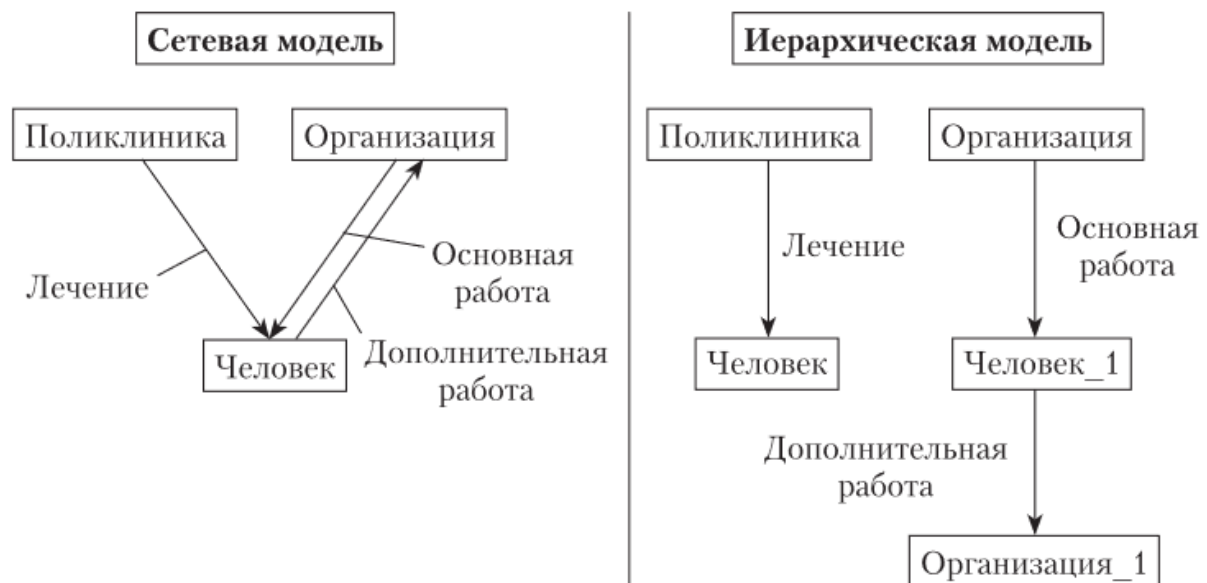 Сетевая модель
Поликлиника
Организация
Лечение
Основная
работа
Человек
Дополнительная
работа
Иерархическая модель
Поликлиника
Организация
Лечение
Основная
работа
Человек
Человек_1
Дополнительная
работа
Организация_1